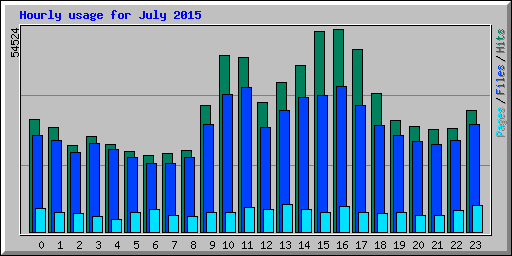 Hourly usage for July 2015
54524
Pages / Files / Hits
0 1 2 3 4 5 6 7 8 9 10 11 12 13 14 15 16 17 18 19 20 21 22 23